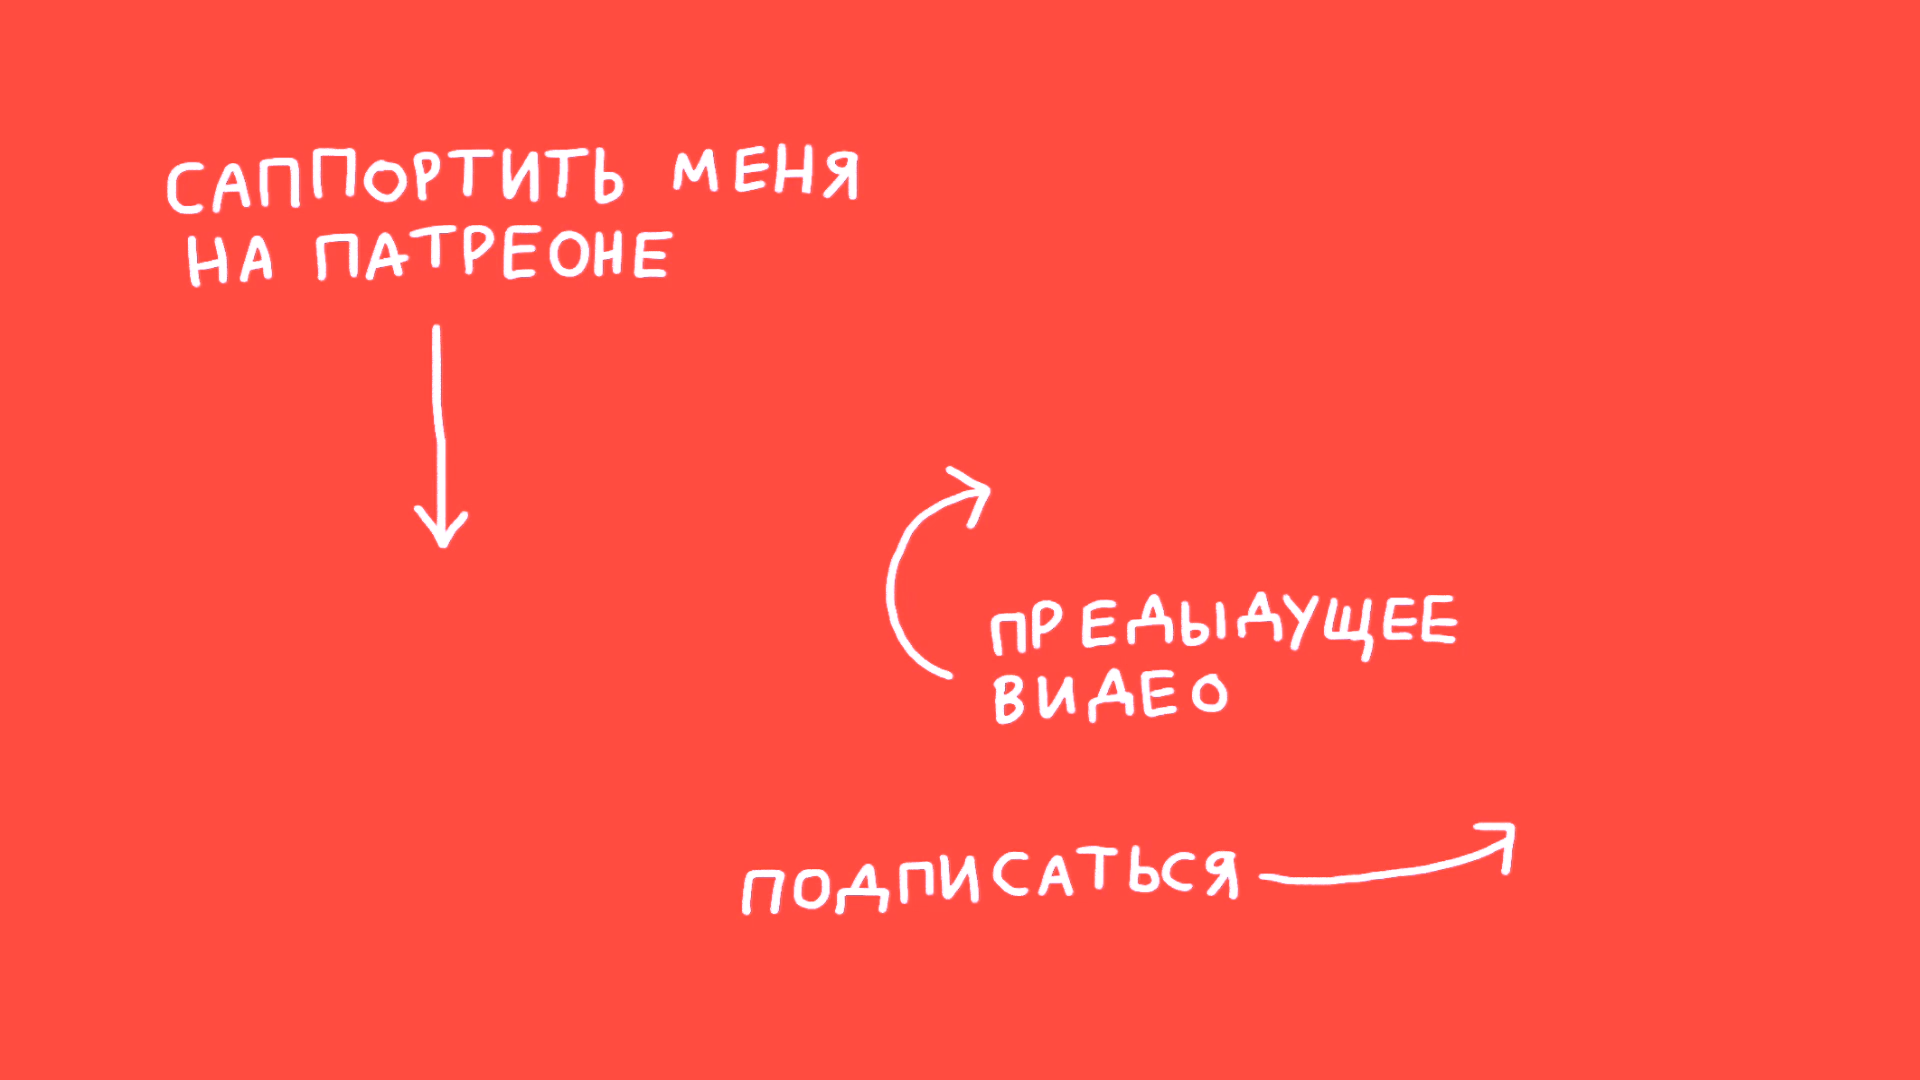 САППОРТИТЬ МЕНЯ
НА ПАТРЕОНЕ
ПРЕДЫДУЩЕЕ
ВИДЕО
ПОДПИСАТЬСЯ